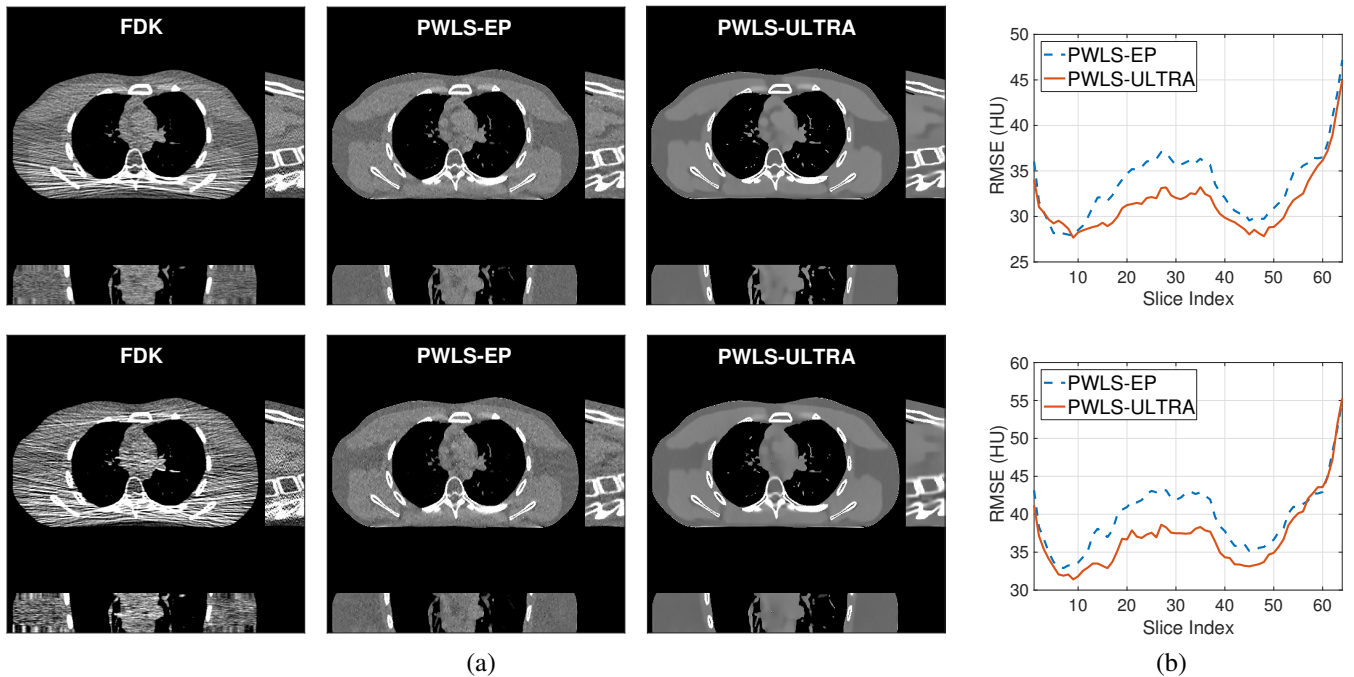 FDK
PWLS-EP
PWLS-ULTRA
50
45
40
35
30
25
RMSE (HU)
PWLS-EP
PWLS-ULTRA
10
20
30
40
50
60
Slice Index
FDK
PWLS-EP
PWLS-ULTRA
60
55
50
45
40
35
30
RMSE (HU)
PWLS-EP
PWLS-ULTRA
10
20
30
40
50
60
Slice Index
(a)
(b)